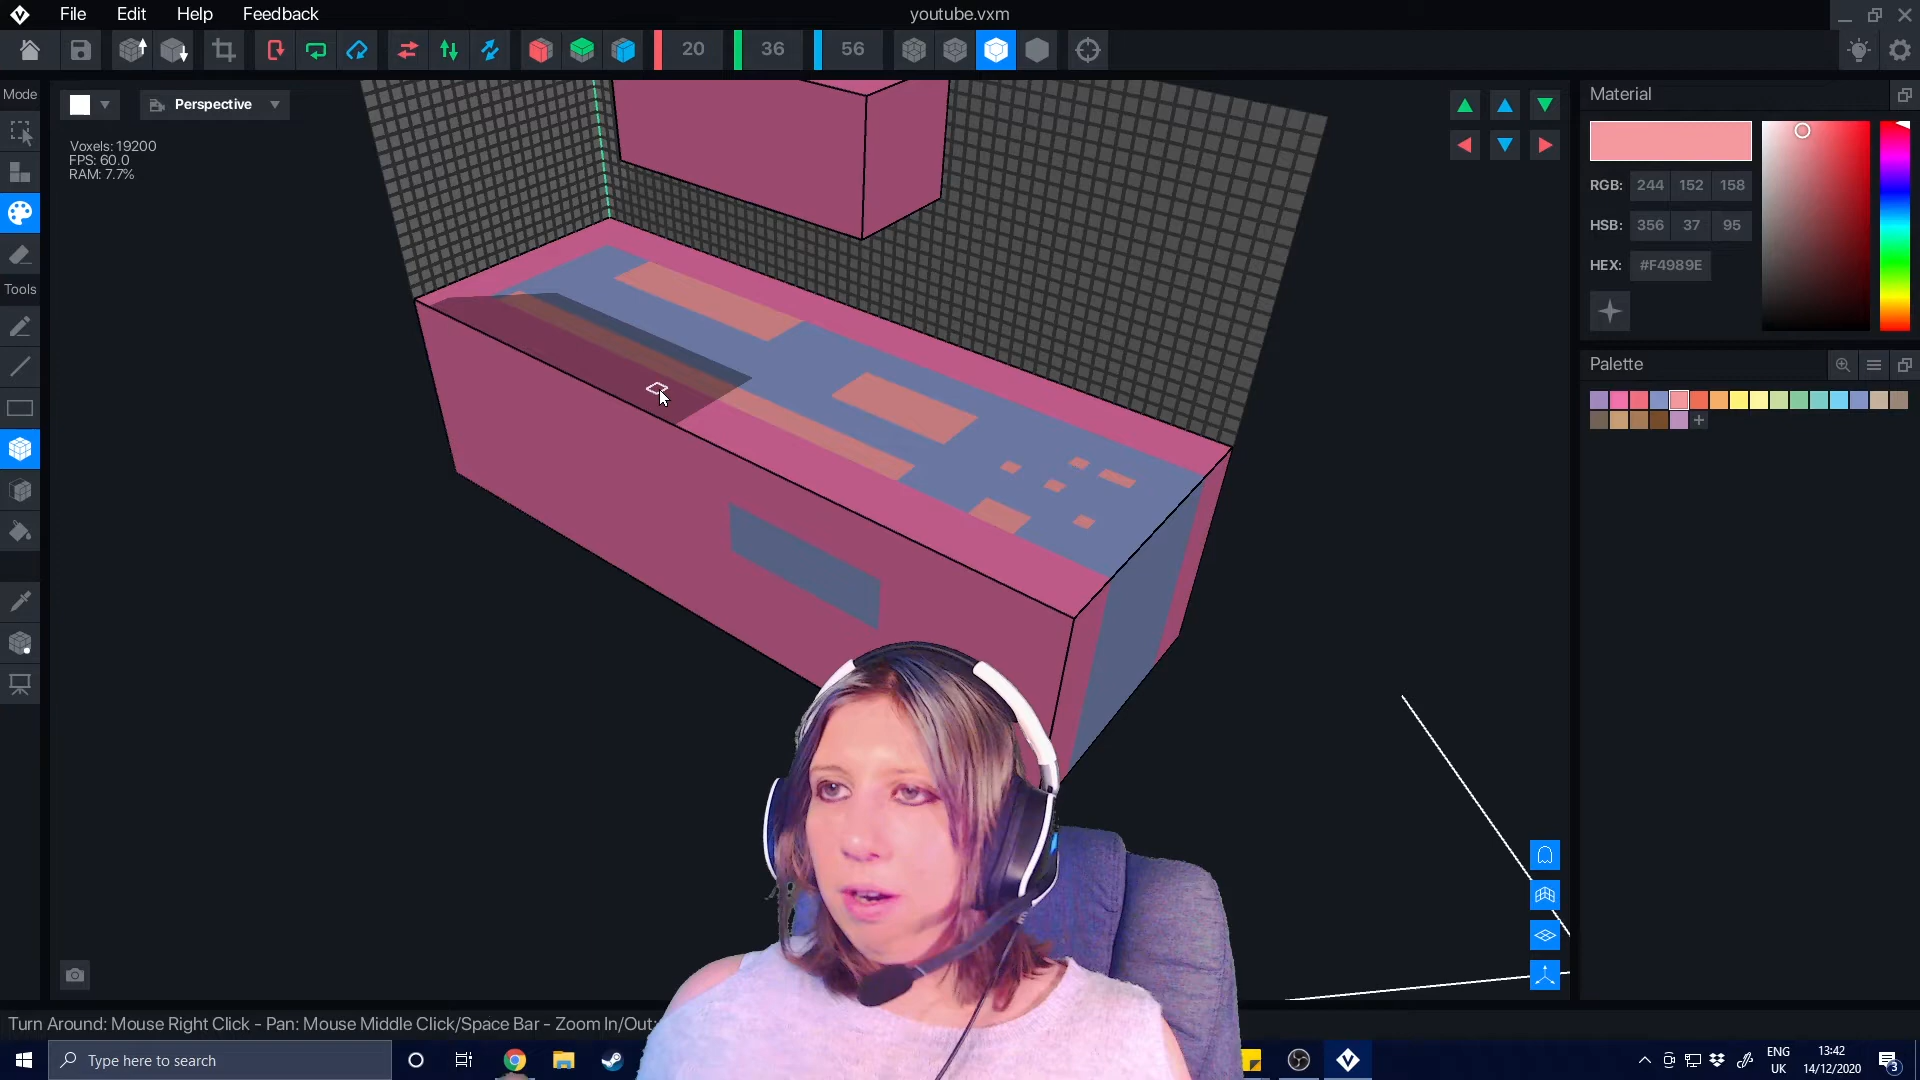 File Edit Help Feedback youtube.vxm
20 36 56
Mode
Perspective
Voxels: 19200
FPS: 60.0
RAM: 7.7%
Tools
Material
RGB: 244 152 158
HSB: 356 37 95
HEX: #F4989E
Palette
Turn Around: Mouse Right Click - Pan: Mouse Middle Click/Space Bar - Zoom In/Out:
Type here to search
ENG
UK
13:42
14/12/2020
3